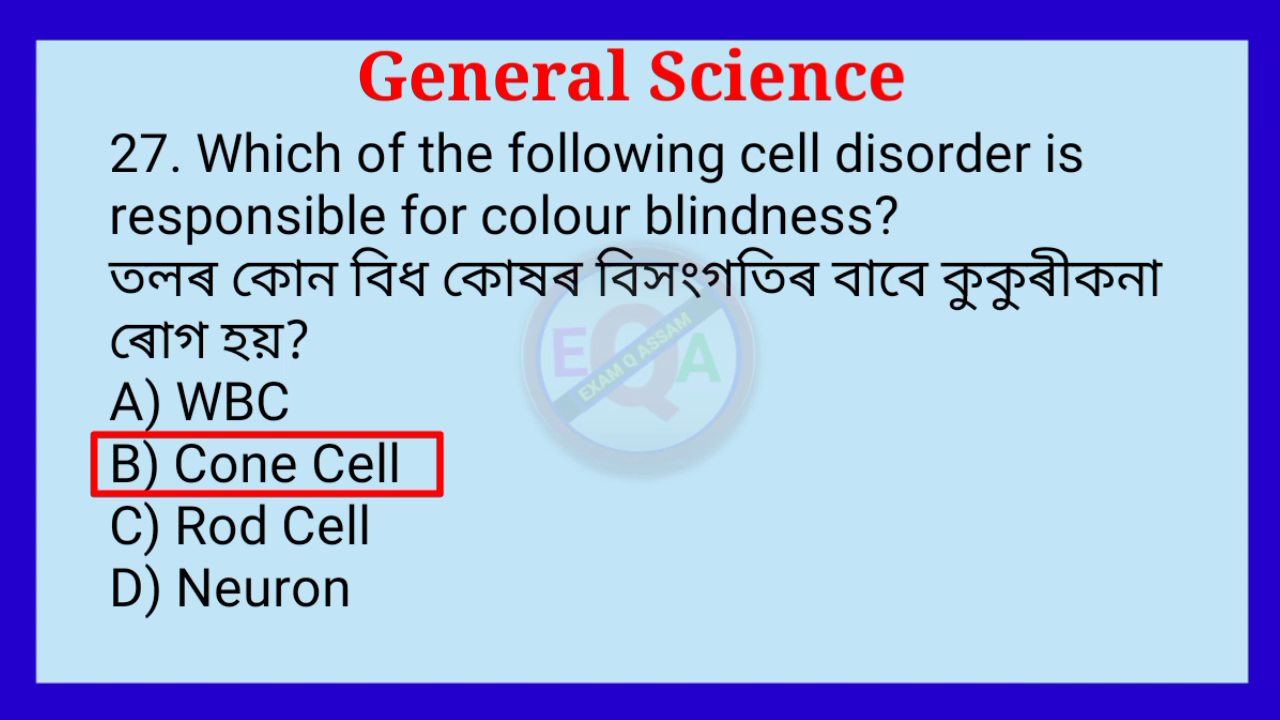 General Science
27. Which of the following cell disorder is
responsible for colour blindness?
তলৰ কোন বিধ কোষৰ বিসংগতিৰ বাবে কুকুৰীকনা
ৰোগ হয়?
EQA
EXAM Q ASSAM
A) WBC
B) Cone Cell
C) Rod Cell
D) Neuron